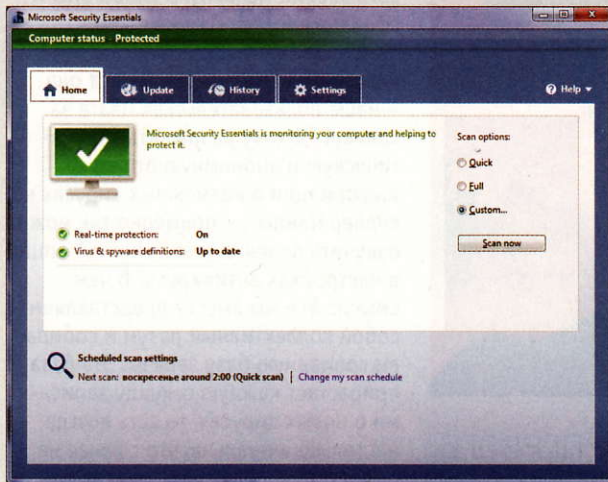 Microsoft Security Essentials
Computer status - Protected
Home
Update
History
Settings
Help
Microsoft Security Essentials is monitoring your computer and helping to
protect it.
Scan options:
Quick
Full
Custom...
Scan now
Real-time protection: On
Virus & spyware definitions: Up to date
Scheduled scan settings
Next scan: воскресенье around 2:00 (Quick scan) | Change my scan schedule